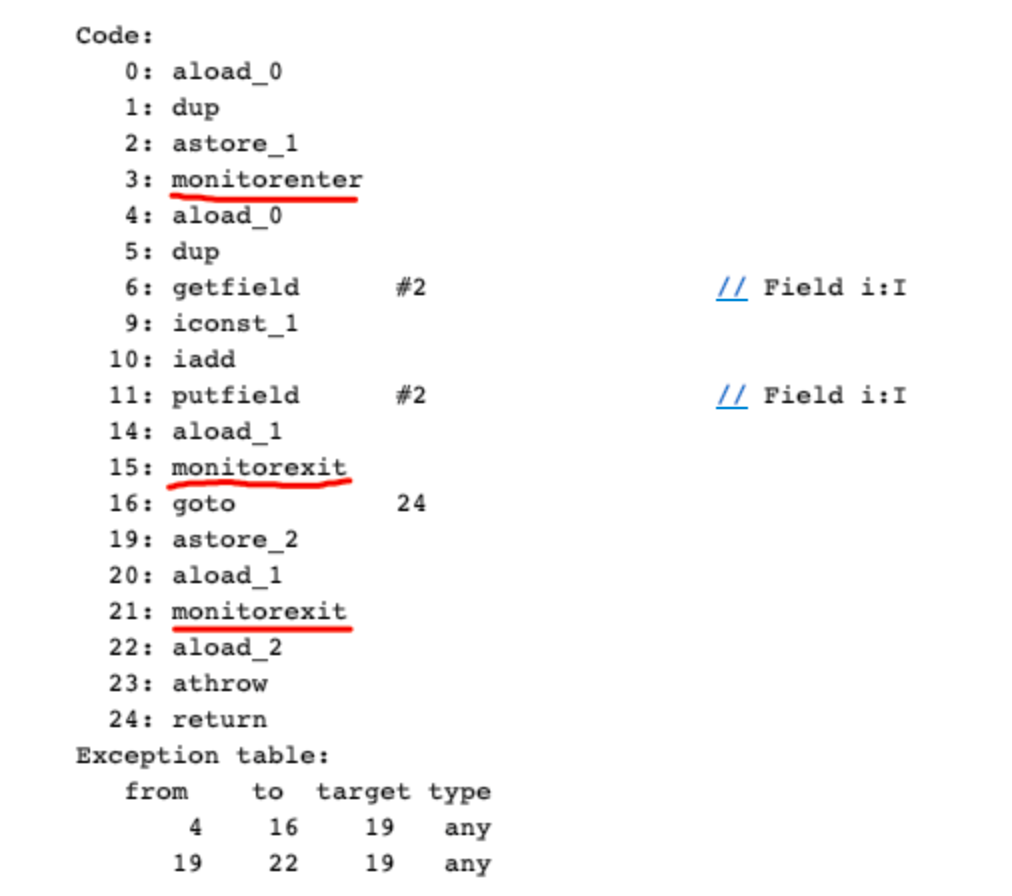 Code:
0: aload_0
1: dup
2: astore_1
3: monitorenter
4: aload_0
5: dup
6: getfield #2 // Field i:I
9: iconst_1
10: iadd
11: putfield #2 // Field i:I
14: aload_1
15: monitorexit
16: goto 24
19: astore_2
20: aload_1
21: monitorexit
22: aload_2
23: athrow
24: return
Exception table:
from to target type
4 16 19 any
19 22 19 any